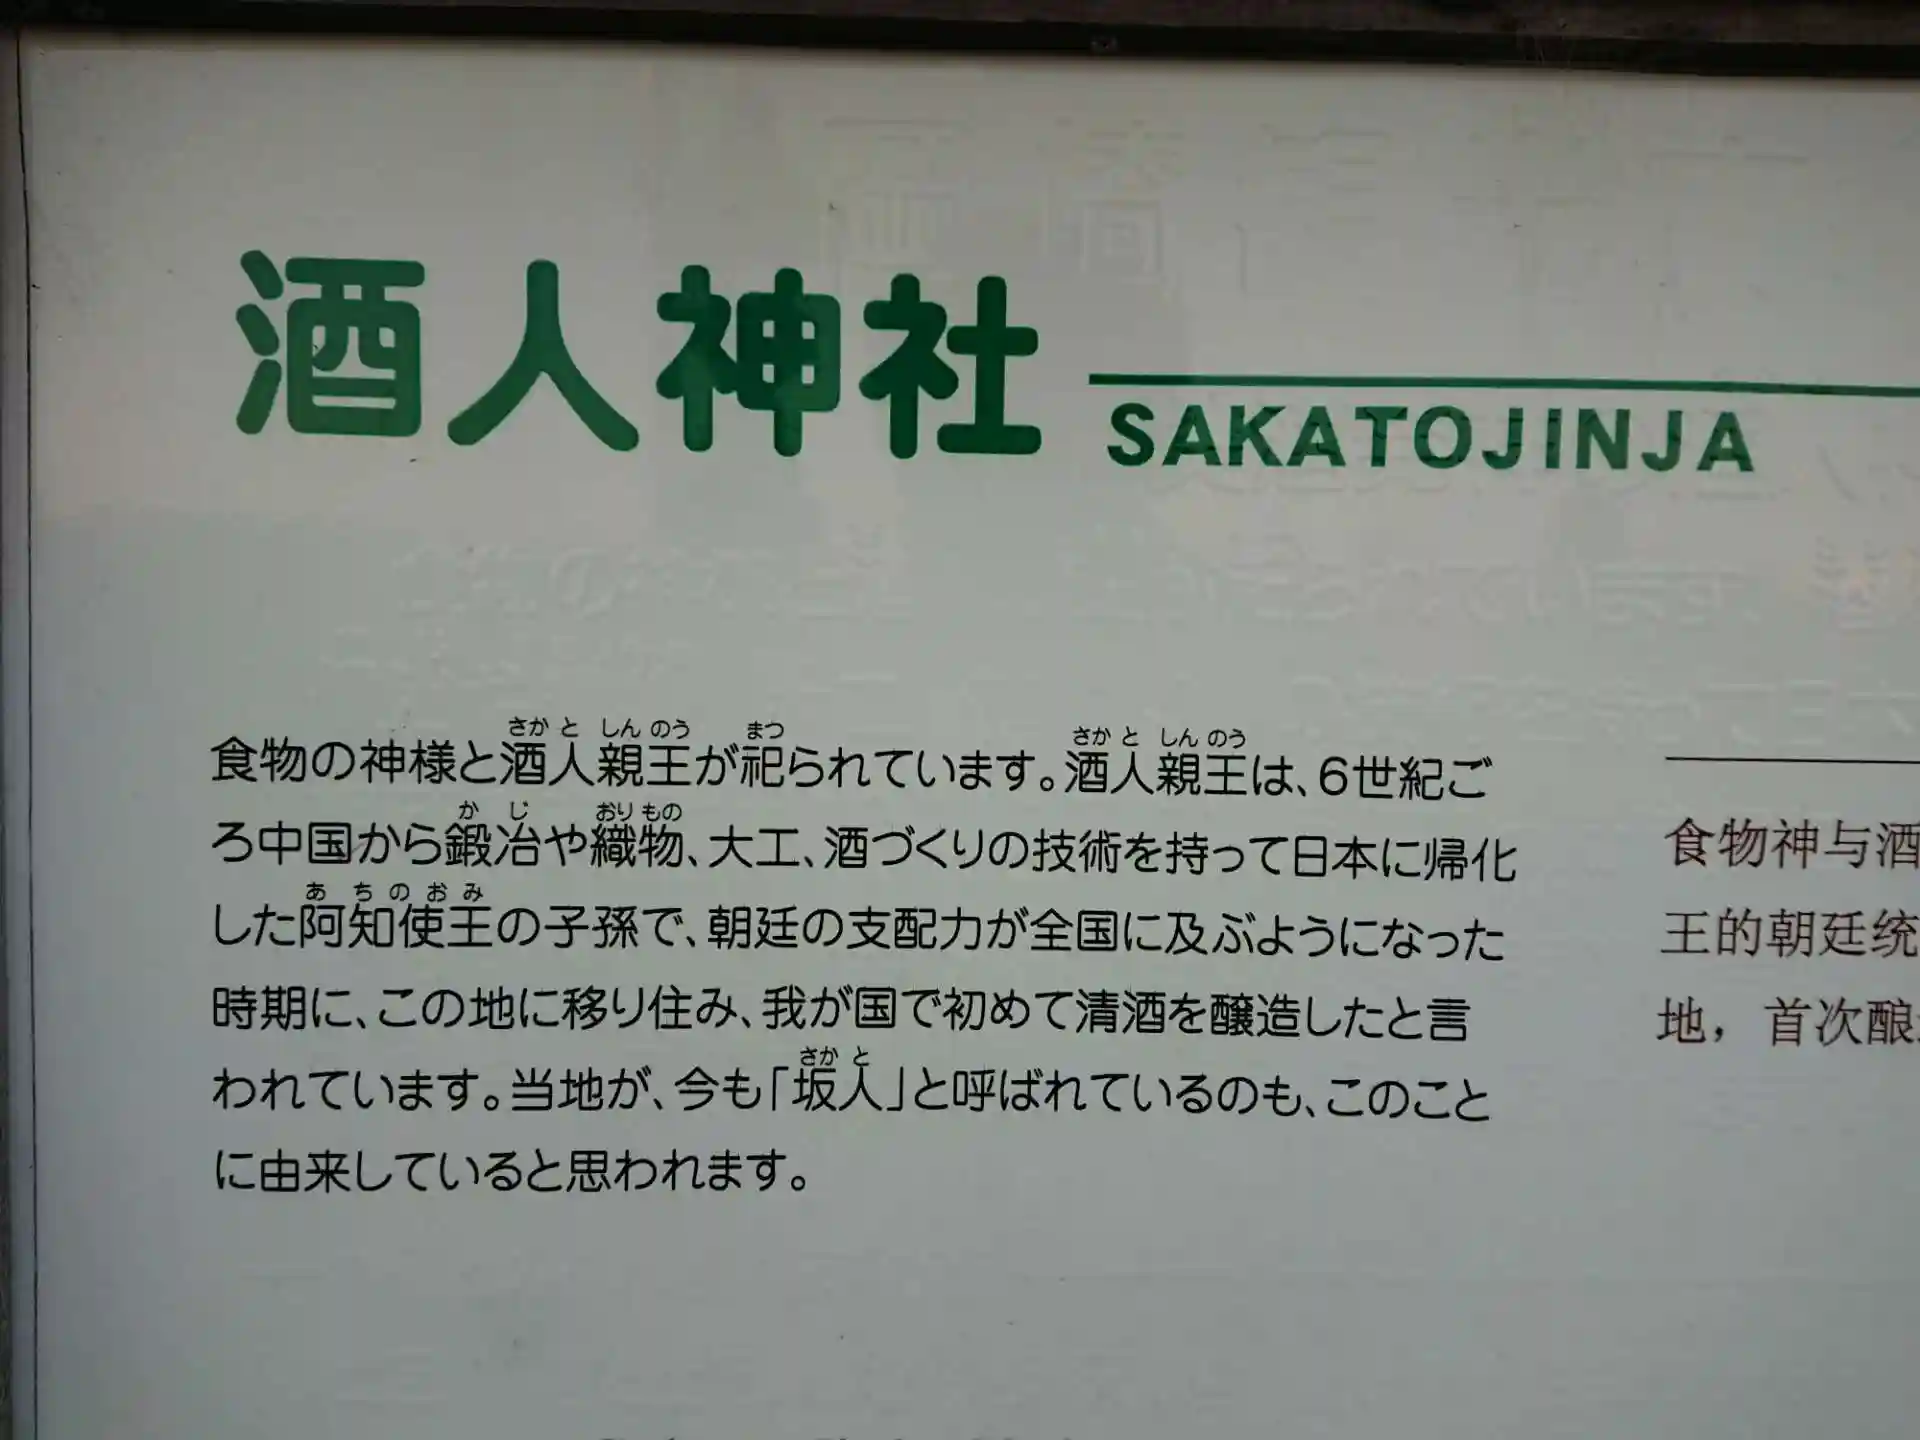 酒人神社
SAKATOJINJA
食物の神様と酒人親王が祀られています。酒人親王は、6世紀ご
ろ中国から鍛冶や織物、大工、酒づくりの技術を持って日本に帰化
した阿知使王の子孫で、朝廷の支配力が全国に及ぶようになった
時期に、この地に移り住み、我が国で初めて清酒を醸造したと言
われています。当地が、今も「坂人」と呼ばれているのも、このこと
に由来していると思われます。
食物神与酒
王的朝廷统
地，首次酿